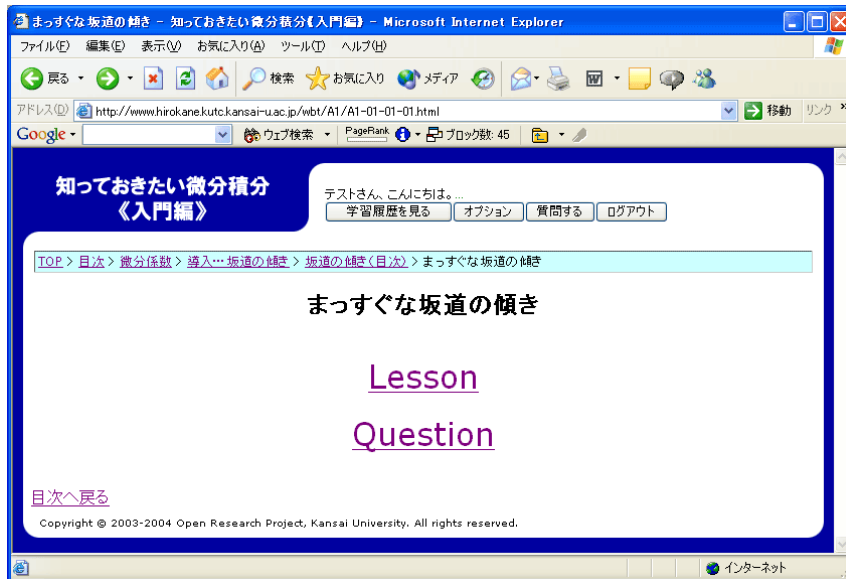 まっすぐな坂道の傾き - 知っておきたい微分積分《入門編》 - Microsoft Internet Explorer
ファイル(F) 編集(E) 表示(V) お気に入り(A) ツール(T) ヘルプ(H)
戻る 検索 お気に入り メディア
アドレス(D) http://www.hirokane.kutc.kansai-u.ac.jp/wbt/A1/A1-01-01-01.html 移動 リンク »
Google ウェブ検索 PageRank ブロック数: 45
知っておきたい微分積分
《入門編》
テストさん、こんにちは。...
学習履歴を見る オプション 質問する ログアウト
TOP > 目次 > 微分係数 > 導入… 坂道の傾き > 坂道の傾き(目次) > まっすぐな坂道の傾き
まっすぐな坂道の傾き
Lesson
Question
目次へ戻る
Copyright © 2003-2004 Open Research Project, Kansai University. All rights reserved.
インターネット